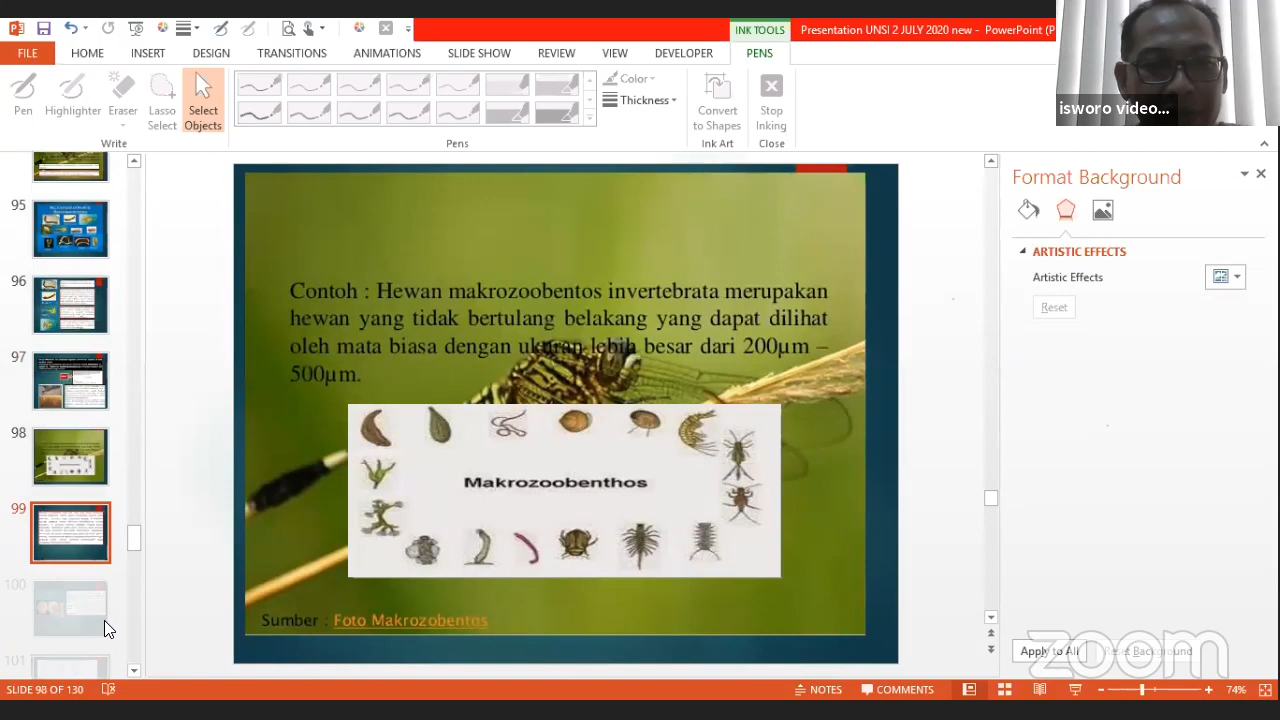 INK TOOLS
Presentation UNSI 2 JULY 2020 new - PowerPoint (P
FILE
HOME
INSERT
DESIGN
TRANSITIONS
ANIMATIONS
SLIDE SHOW
REVIEW
VIEW
DEVELOPER
PENS
isworo video...
Pen
Highlighter
Eraser
Lasso Select
Select Objects
Color
Thickness
Convert to Shapes
Stop Inking
Write
Pens
Ink Art
Close
95
96
97
98
99
100
101
Contoh : Hewan makrozoobentos invertebrata merupakan
hewan yang tidak bertulang belakang yang dapat dilihat
oleh mata biasa dengan ukuran lebih besar dari 200µm –
500µm.
Makrozoobenthos
Sumber : Foto Makrozobentos
Format Background
ARTISTIC EFFECTS
Artistic Effects
Reset
Apply to All
Reset Background
zoom
SLIDE 98 OF 130
NOTES
COMMENTS
74%